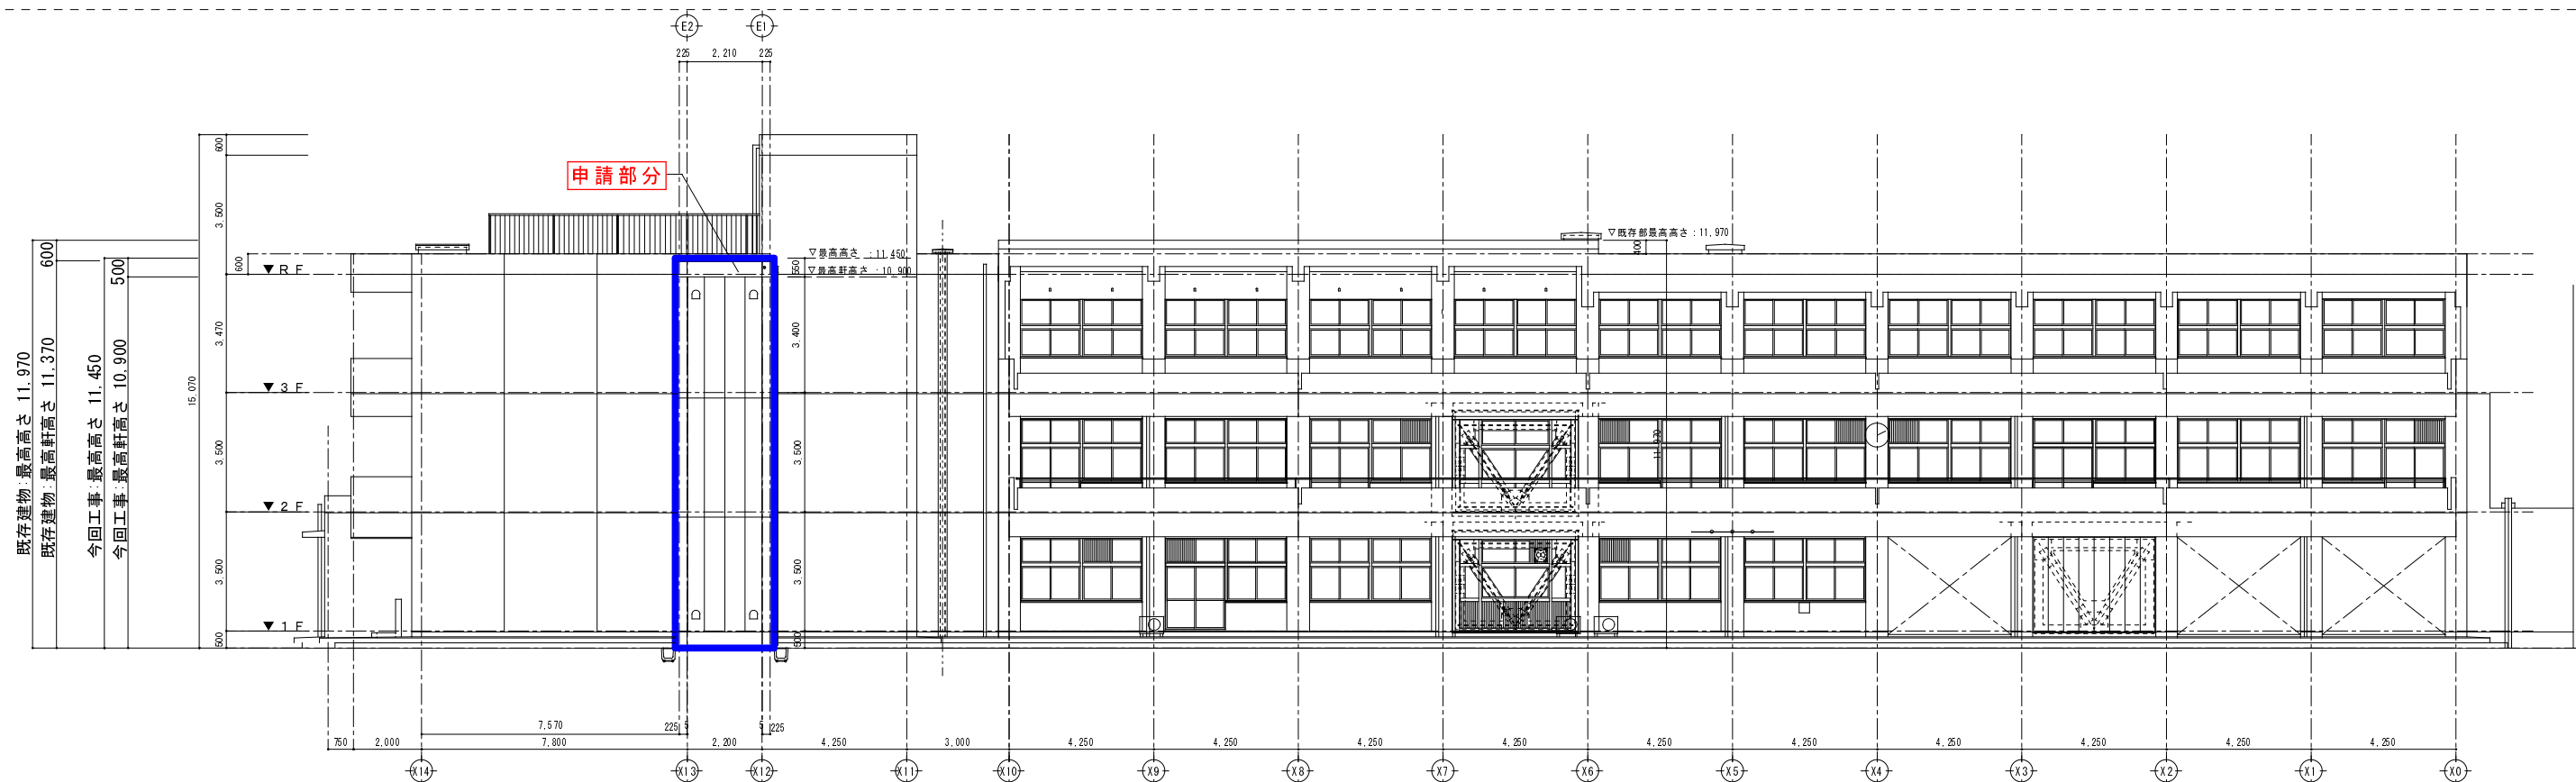 E2
E1
225
2,210
225
600
3,500
申請部分
▽既存部最高高さ：11,970
400
▽最高高さ　：11,450
550
▽最高軒高さ：10,900
600
600
500
▼RF
3,470
3,400
既存建物:最高高さ 11,970
既存建物:最高軒高さ 11,370
今回工事:最高高さ 11,450
今回工事:最高軒高さ 10,900
15,070
▼3F
3,500
3,500
11,970
▼2F
3,500
3,500
▼1F
500
500
7,570
225
5
5
225
750
2,000
7,800
2,200
4,250
3,000
4,250
4,250
4,250
4,250
4,250
4,250
4,250
4,250
4,250
4,250
X14
X13
X12
X11
X10
X9
X8
X7
X6
X5
X4
X3
X2
X1
X0